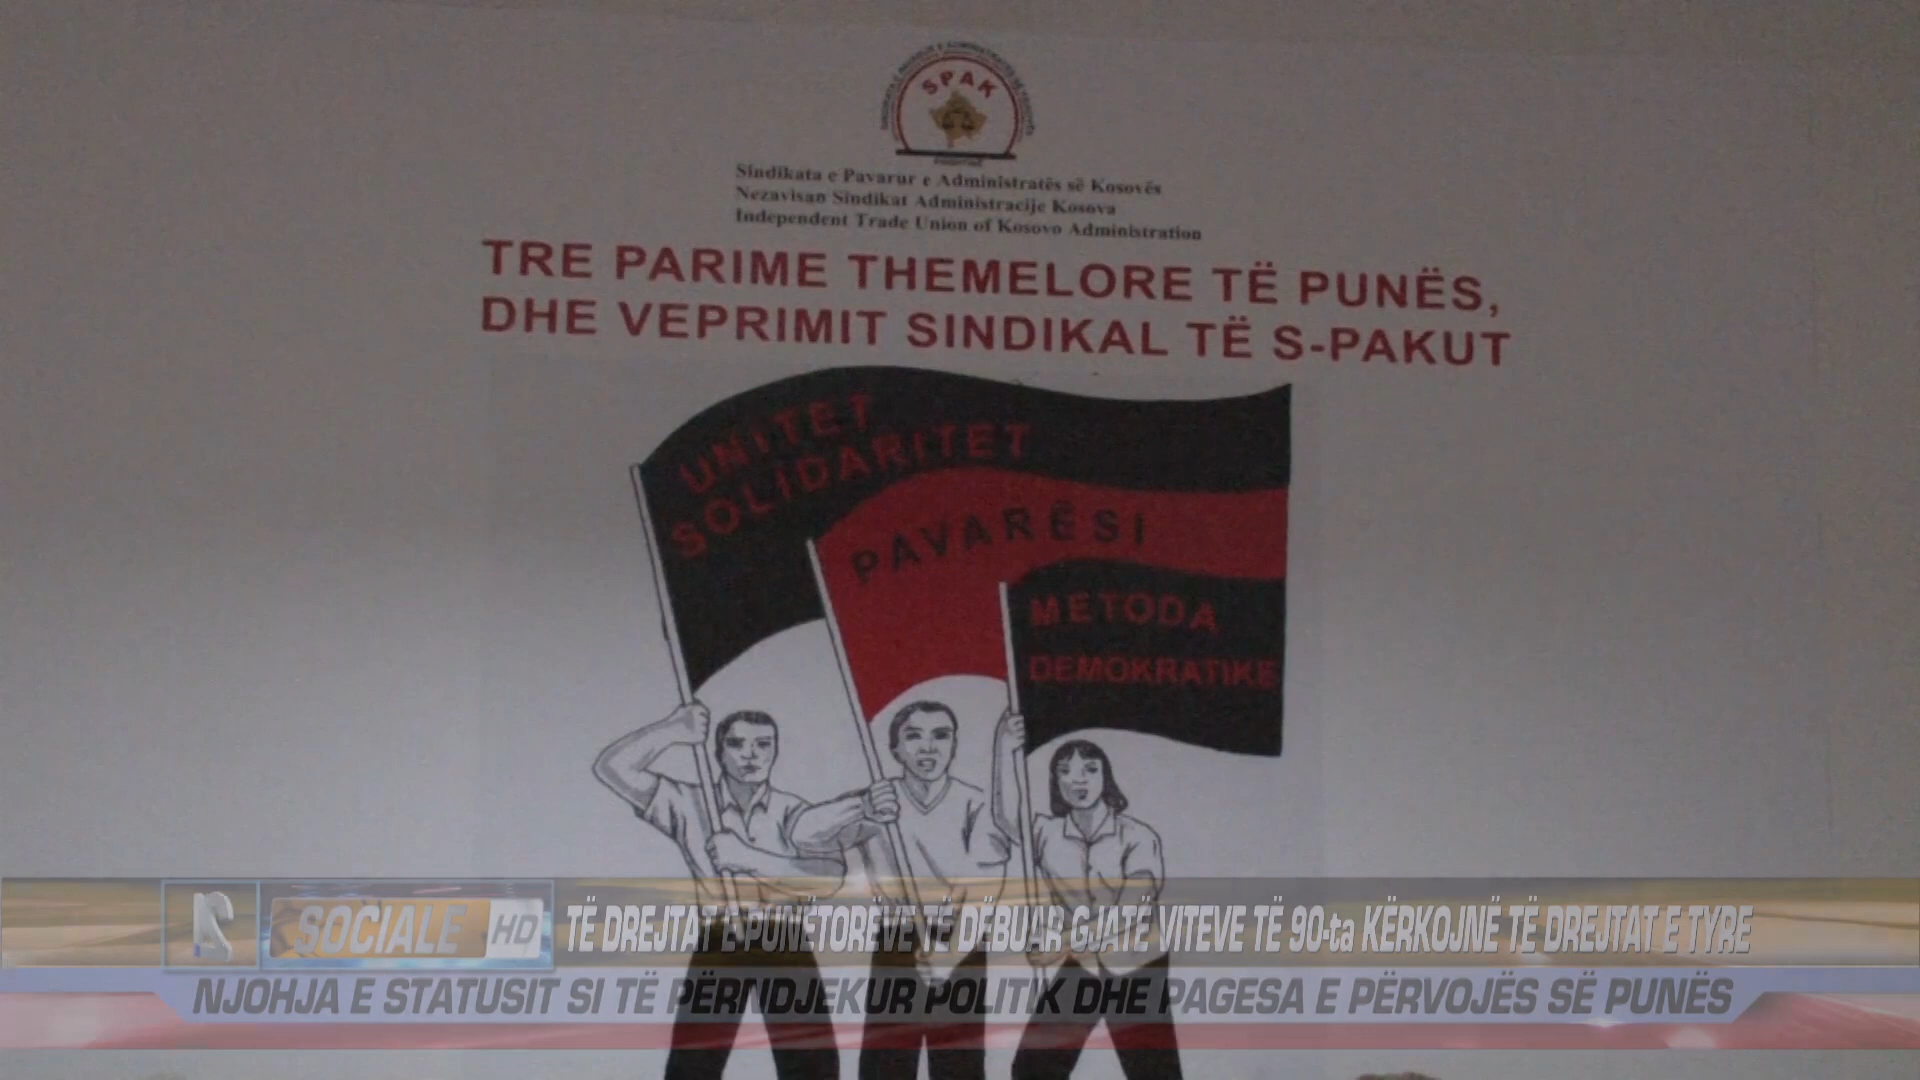 SPAK
Sindikata e Pavarur e Administratës së Kosovës
Nezavisan Sindikat Administracije Kosova
Independent Trade Union of Kosovo Administration
TRE PARIME THEMELORE TË PUNËS,
DHE VEPRIMIT SINDIKAL TË S-PAKUT
UNITET
SOLIDARITET
PAVARËSI
METODA
DEMOKRATIKE
SOCIALE HD TË DREJTAT E PUNËTORËVE TË DËBUAR GJATË VITEVE TË 90-ta KËRKOJNË TË DREJTAT E TYRE
NJOHJA E STATUSIT SI TË PËRNDJEKUR POLITIK DHE PAGESA E PËRVOJËS SË PUNËS